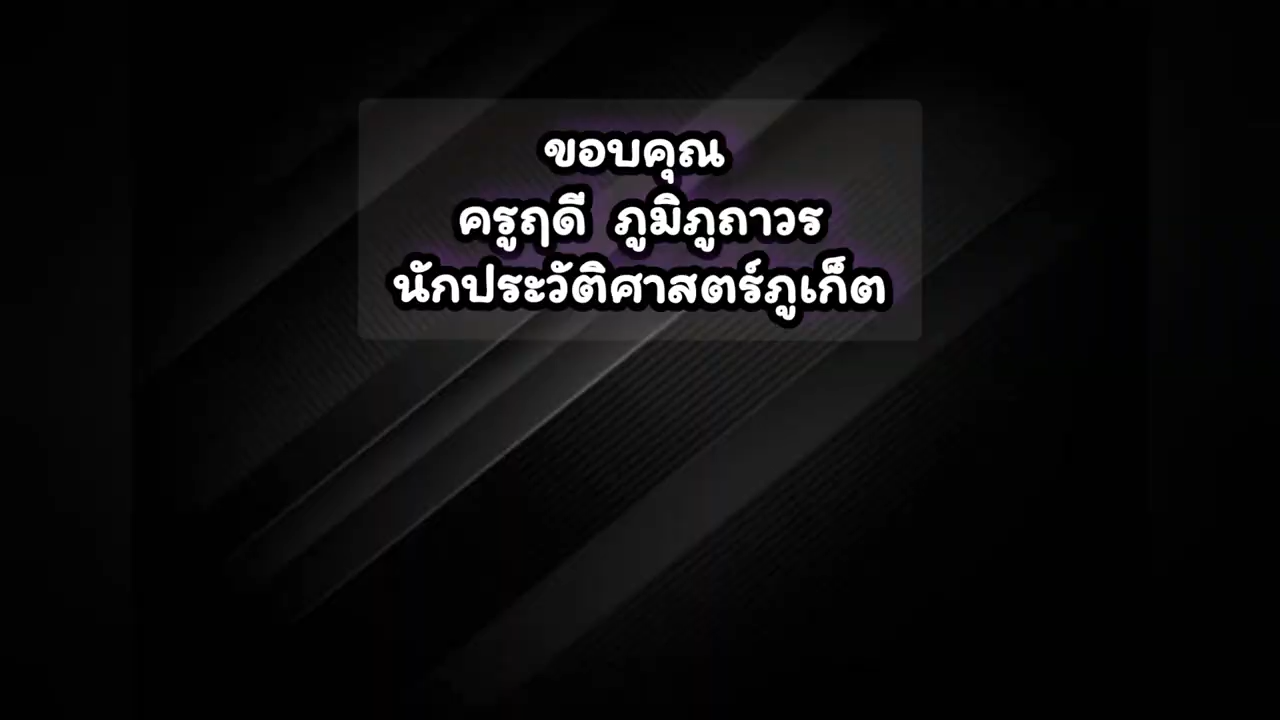 ขอบคุณ
ครูฤดี ภูมิภูถาวร
นักประวัติศาสตร์ภูเก็ต